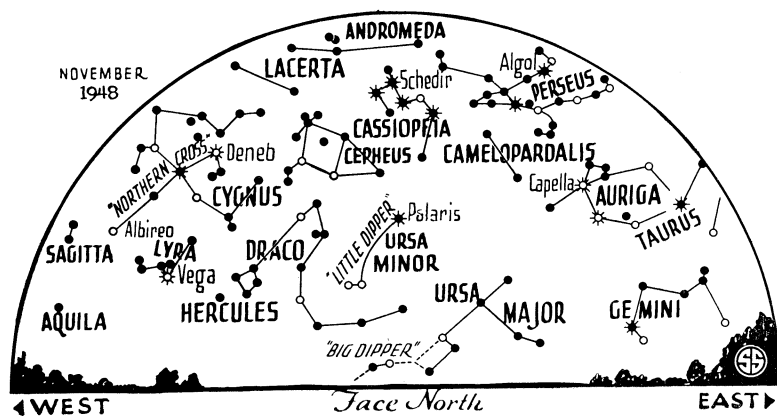 ANDROMEDA
NOVEMBER
1948
LACERTA
Schedir
Algol
PERSEUS
CASSIOPEIA
CEPHEUS
CAMELOPARDALIS
"NORTHERN CROSS"
Deneb
CYGNUS
Capella
AURIGA
TAURUS
Albireo
SAGITTA
LYRA
Vega
DRACO
"LITTLE DIPPER"
Polaris
URSA
MINOR
HERCULES
AQUILA
URSA
MAJOR
GEMINI
"BIG DIPPER"
SS
WEST
Face North
EAST